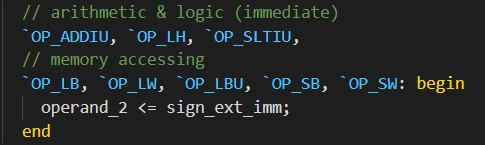 // arithmetic & logic (immediate)
`OP_ADDIU, `OP_LH, `OP_SLTIU,
// memory accessing
`OP_LB, `OP_LW, `OP_LBU, `OP_SB, `OP_SW: begin
operand_2 <= sign_ext_imm;
end